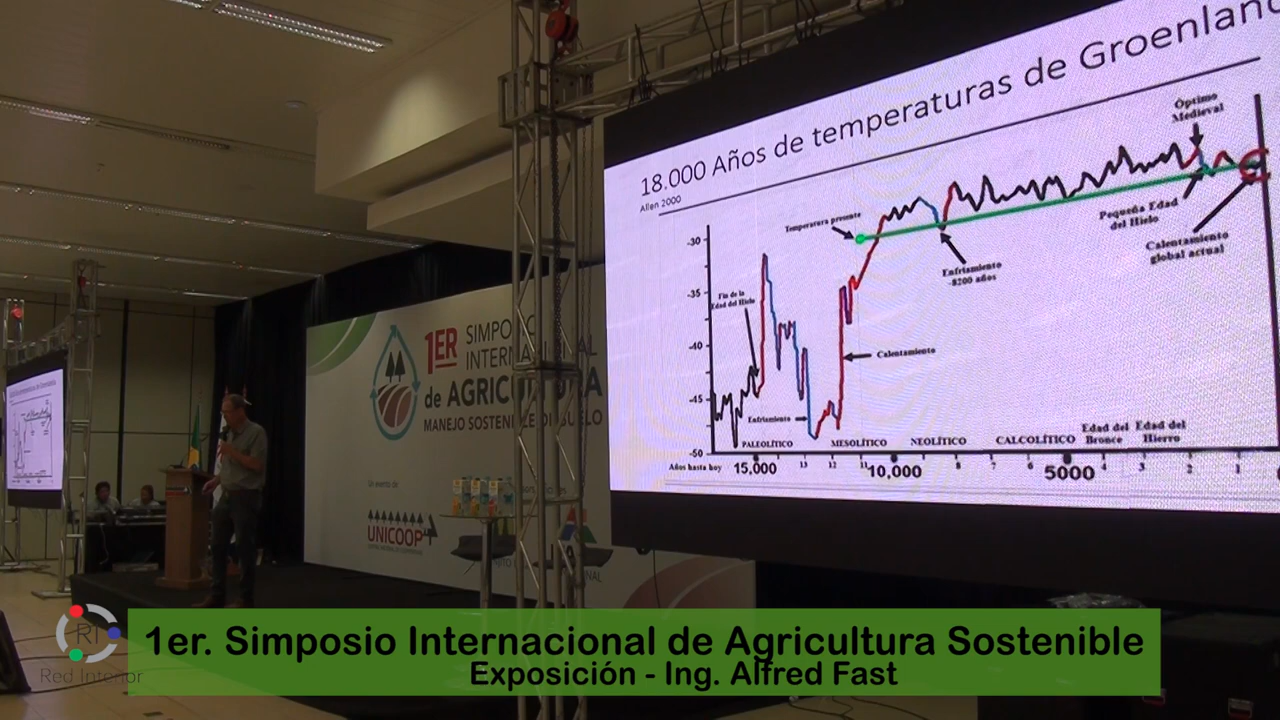 18.000 Años de temperaturas de Groenland
Allen 2000
Óptimo
Medieval
Temperatura presente
Pequeña Edad
del Hielo
Calentamiento
global actual
Enfriamiento
-8200 años
Fin de la
Edad del Hielo
Calentamiento
Enfriamiento
-30
-35
-40
-45
-50
PALEOLÍTICO MESOLÍTICO NEOLÍTICO CALCOLÍTICO Edad del Bronce Edad del Hierro
Años hasta hoy 15.000 13 12 11 10,000 8 7 6 5000 4 3 2 1
1ER SIMPO
INTERNACIONAL
de AGRICULTURA
MANEJO SOSTENIBLE DEL SUELO
Un evento de:
UNICOOP
RI
Red Interior
1er. Simposio Internacional de Agricultura Sostenible
Exposición - Ing. Alfred Fast